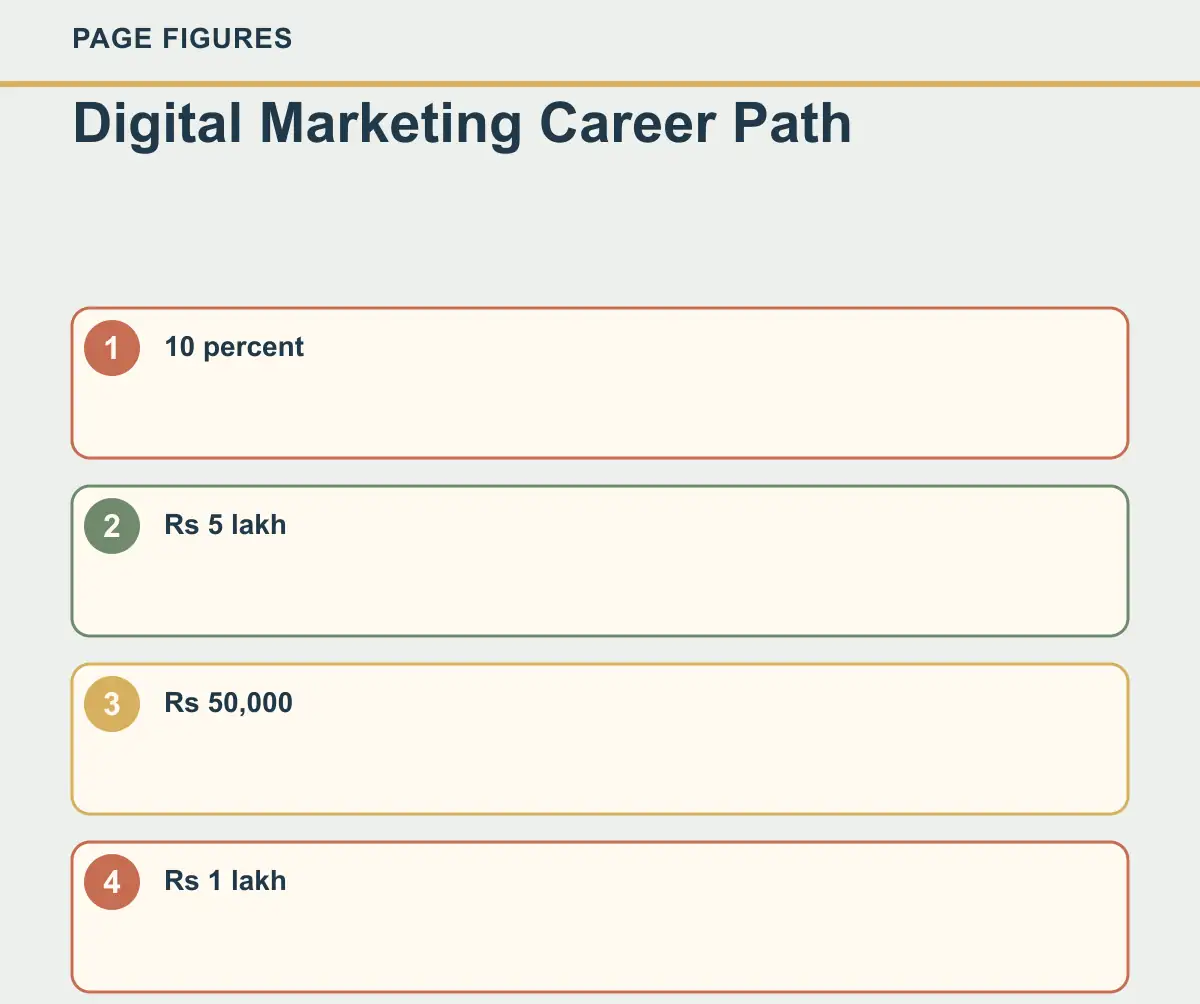 PAGE FIGURES
Digital Marketing Career Path
1 10 percent
2 Rs 5 lakh
3 Rs 50,000
4 Rs 1 lakh